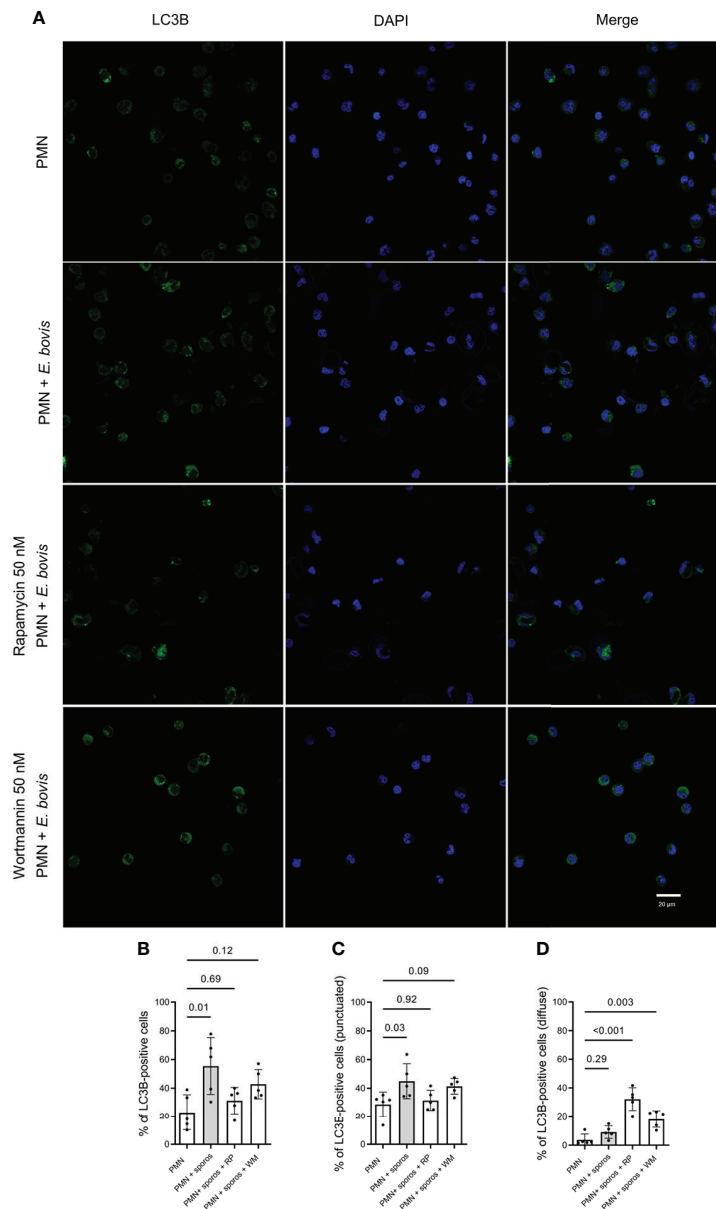 A
LC3B
DAPI
Merge
PMN
PMN + E. bovis
Rapamycin 50 nM
PMN + E. bovis
Wortmannin 50 nM
PMN + E. bovis
20 µm
B
0.12
0.69
0.01
% of LC3B-positive cells
100
80
60
40
20
0
PMN
PMN + sporos
PMN+ sporos + RP
PMN + sporos + WM
C
0.09
0.92
0.03
% of LC3E-positive cells (punctuated)
100
80
60
40
20
0
PMN
PMN + sporos
PMN+ sporos + RP
PMN + sporos + WM
D
0.003
<0.001
0.29
% of LC3B-positive cells (diffuse)
100
80
60
40
20
0
PMN
PMN + sporos
PMN+ sporos + RP
PMN + sporos + WM